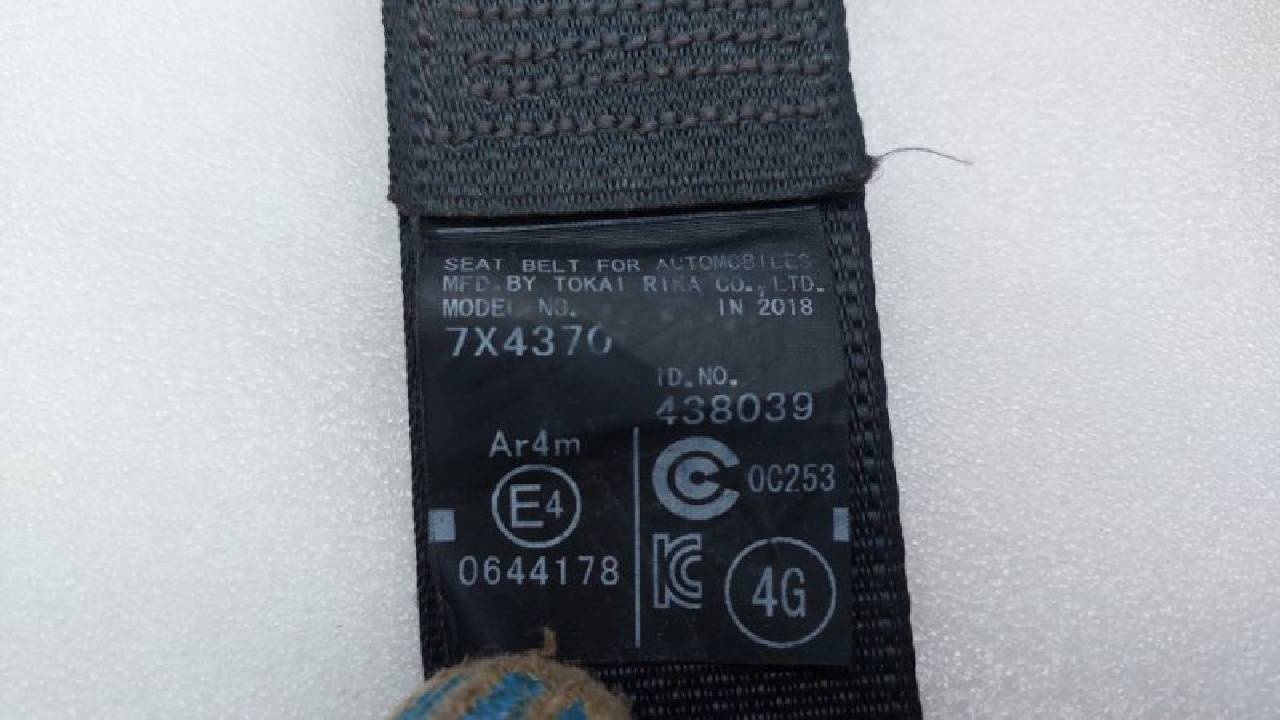 SEAT BELT FOR AUTOMOBILES
MFD.BY TOKAI RIKA CO.,LTD.
MODEL NO. IN 2018
7X4370
ID.NO.
438039
Ar4m
E4
0644178
0C253
4G